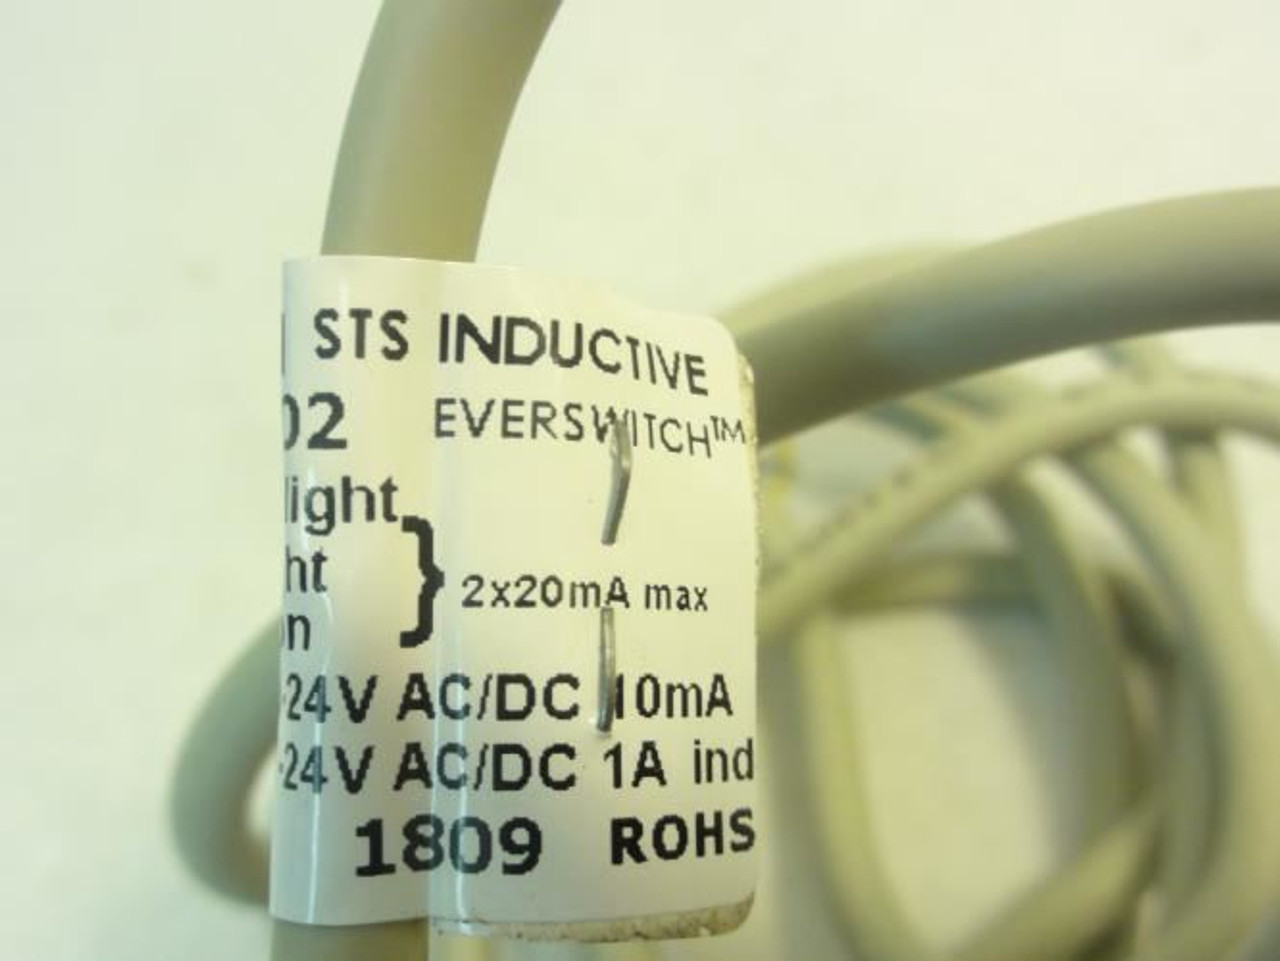 STS INDUCTIVE
02 EVERSWITCH™
light
ht } 2x20mA max
n
-24V AC/DC 10mA
-24V AC/DC 1A ind
1809 ROHS